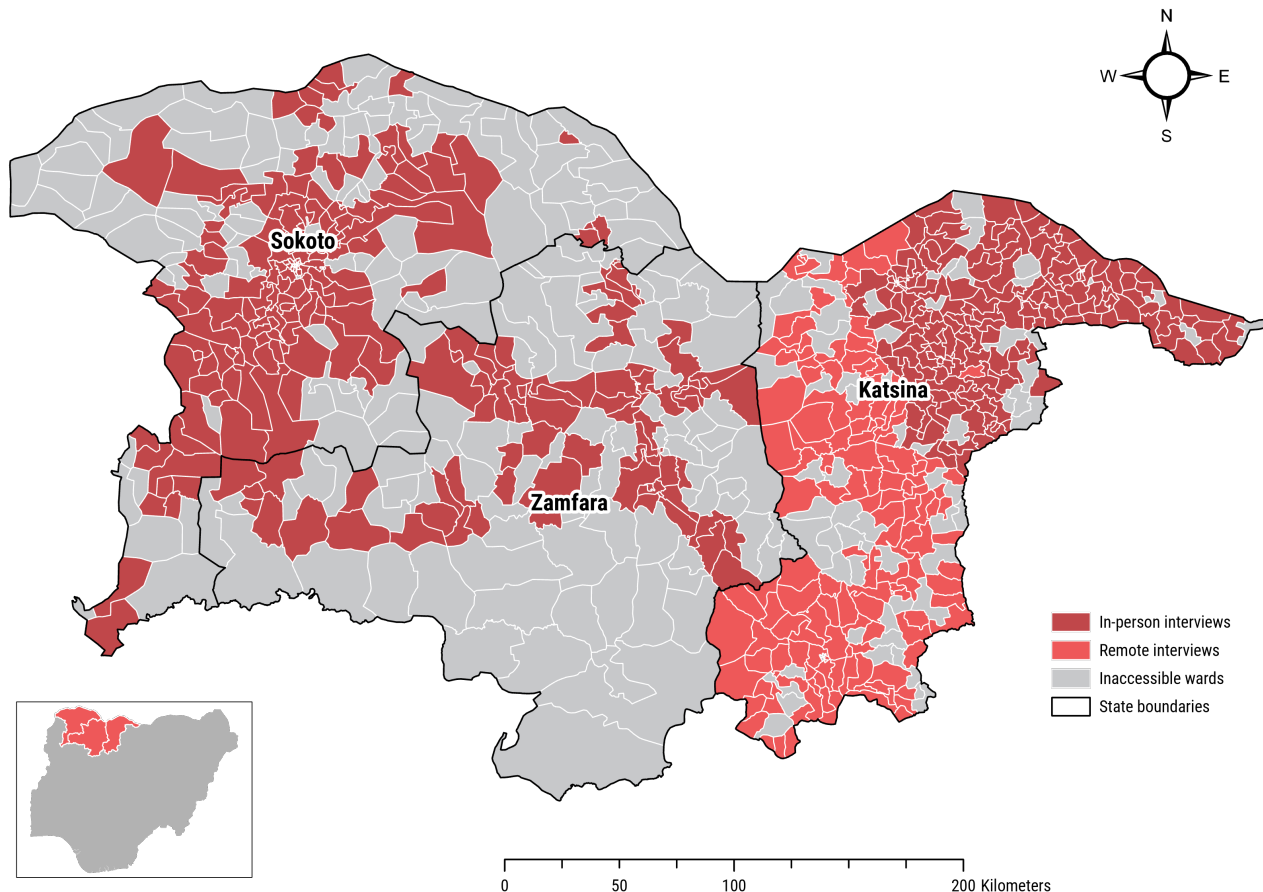 N
W E
S
Sokoto
Katsina
Zamfara
In-person interviews
Remote interviews
Inaccessible wards
State boundaries
0 50 100 200 Kilometers